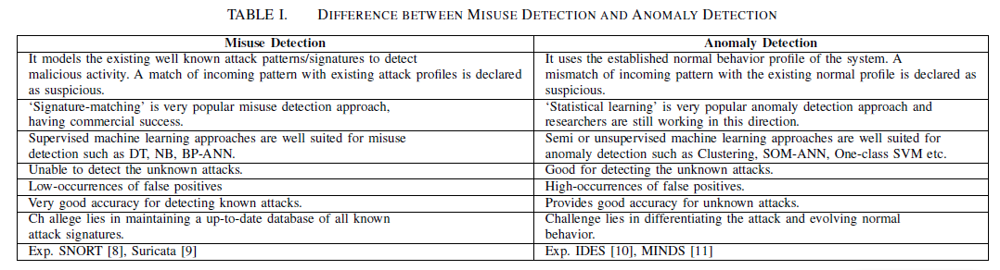 TABLE I. DIFFERENCE BETWEEN MISUSE DETECTION AND ANOMALY DETECTION
Misuse Detection
Anomaly Detection
It models the existing well known attack patterns/signatures to detect
malicious activity. A match of incoming pattern with existing attack profiles is declared
as suspicious.
It uses the established normal behavior profile of the system. A
mismatch of incoming pattern with the existing normal profile is declared as
suspicious.
‘Signature-matching’ is very popular misuse detection approach,
having commercial success.
‘Statistical learning’ is very popular anomaly detection approach and
researchers are still working in this direction.
Supervised machine learning approaches are well suited for misuse
detection such as DT, NB, BP-ANN.
Semi or unsupervised machine learning approaches are well suited for
anomaly detection such as Clustering, SOM-ANN, One-class SVM etc.
Unable to detect the unknown attacks.
Good for detecting the unknown attacks.
Low-occurrences of false positives
High-occurrences of false positives.
Very good accuracy for detecting known attacks.
Provides good accuracy for unknown attacks.
Ch allege lies in maintaining a up-to-date database of all known
attack signatures.
Challenge lies in differentiating the attack and evolving normal
behavior.
Exp. SNORT [8], Suricata [9]
Exp. IDES [10], MINDS [11]